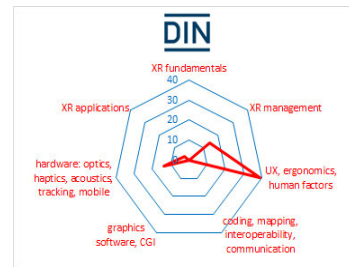 DIN
XR fundamentals
40
30
20
10
0
XR applications
XR management
hardware: optics,
haptics, acoustics,
tracking, mobile
UX, ergonomics,
human factors
graphics
software, CGI
coding, mapping,
interoperability,
communication